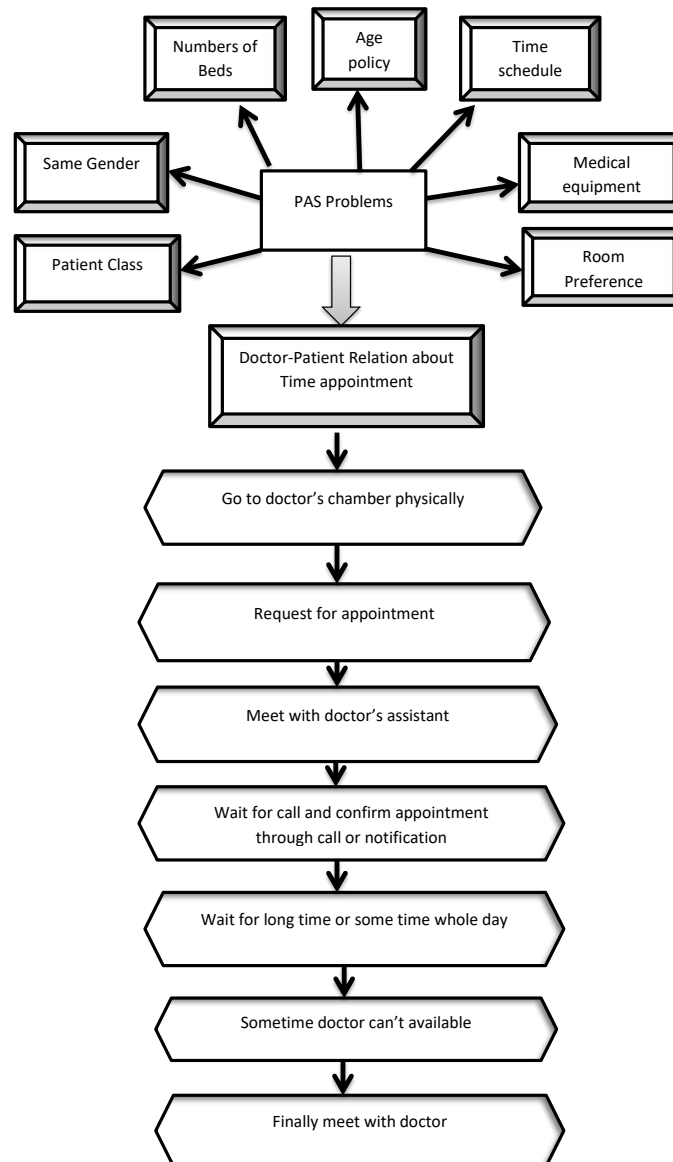 Numbers of
Beds
Age
policy
Time
schedule
Same Gender
PAS Problems
Medical
equipment
Patient Class
Room
Preference
Doctor-Patient Relation about
Time appointment
Go to doctor’s chamber physically
Request for appointment
Meet with doctor’s assistant
Wait for call and confirm appointment
through call or notification
Wait for long time or some time whole day
Sometime doctor can’t available
Finally meet with doctor